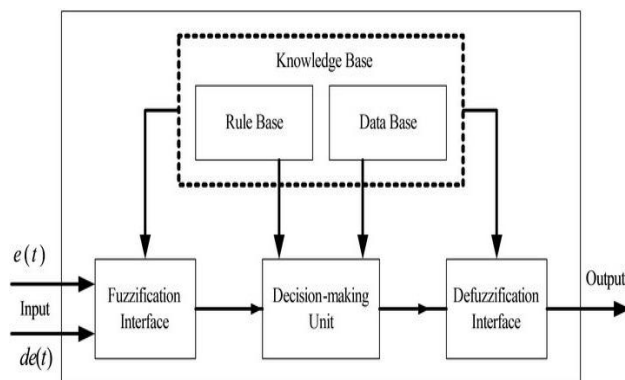 Knowledge Base
Rule Base
Data Base
e(t)
Input
de(t)
Fuzzification
Interface
Decision-making
Unit
Defuzzification
Interface
Output